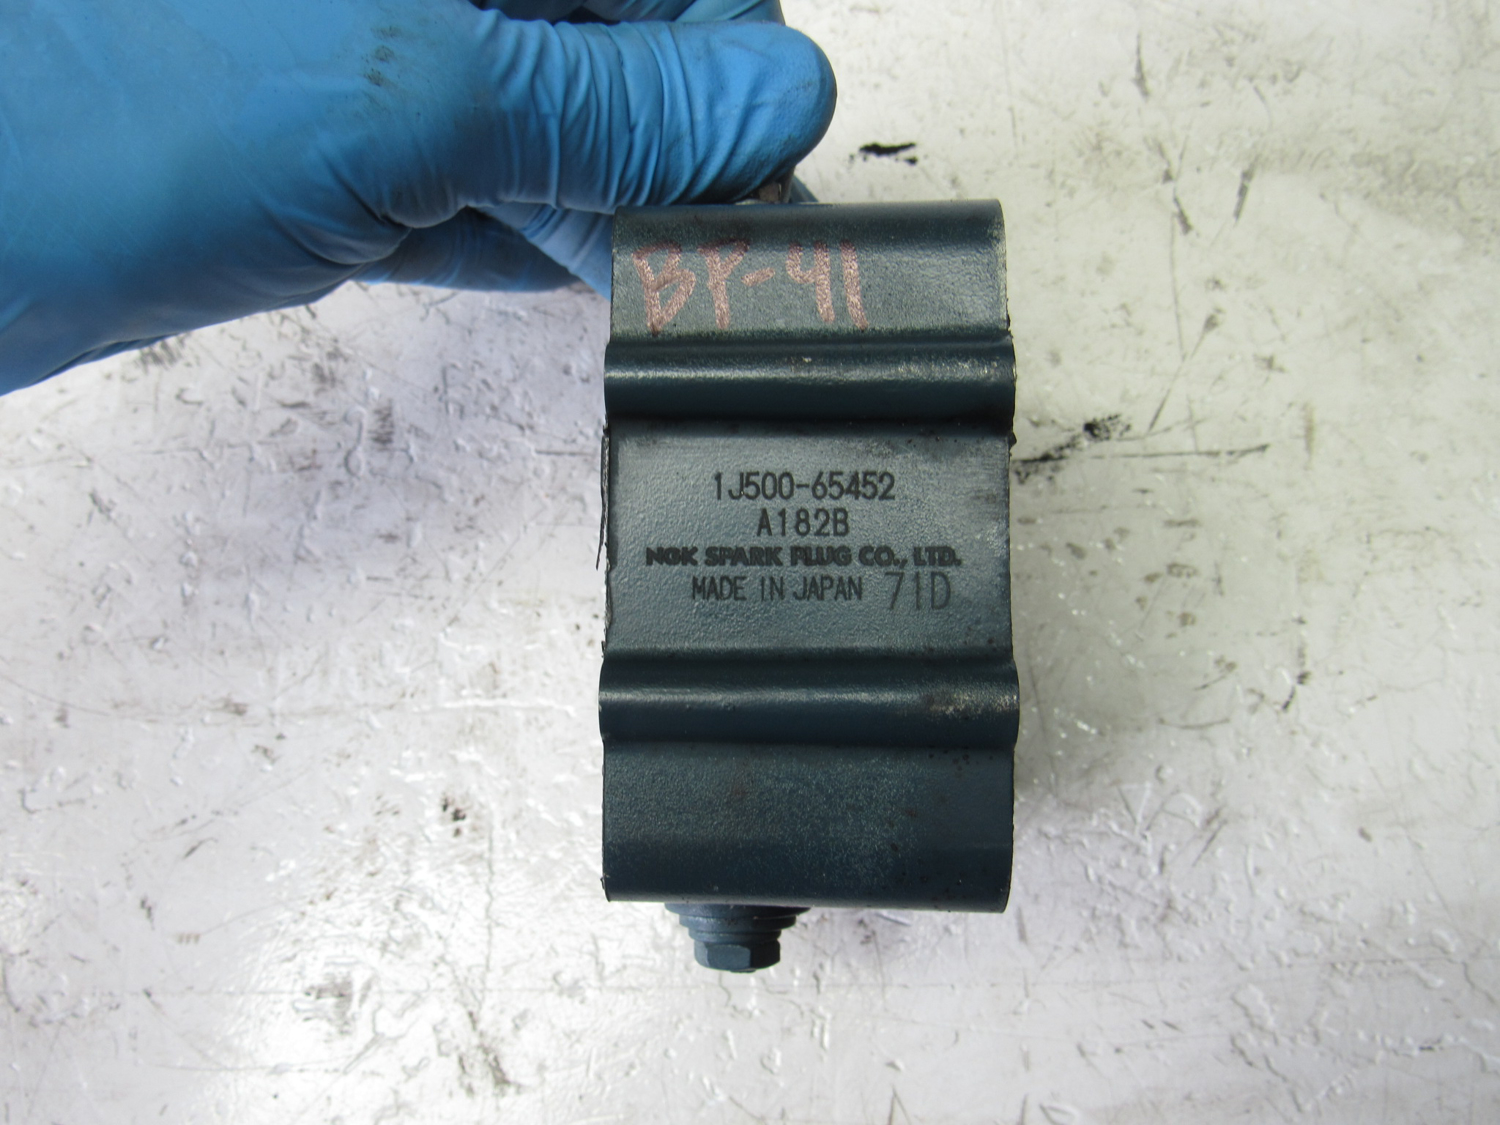 BP-41
1J500-65452
A182B
NGK SPARK PLUG CO., LTD.
MADE IN JAPAN 71D